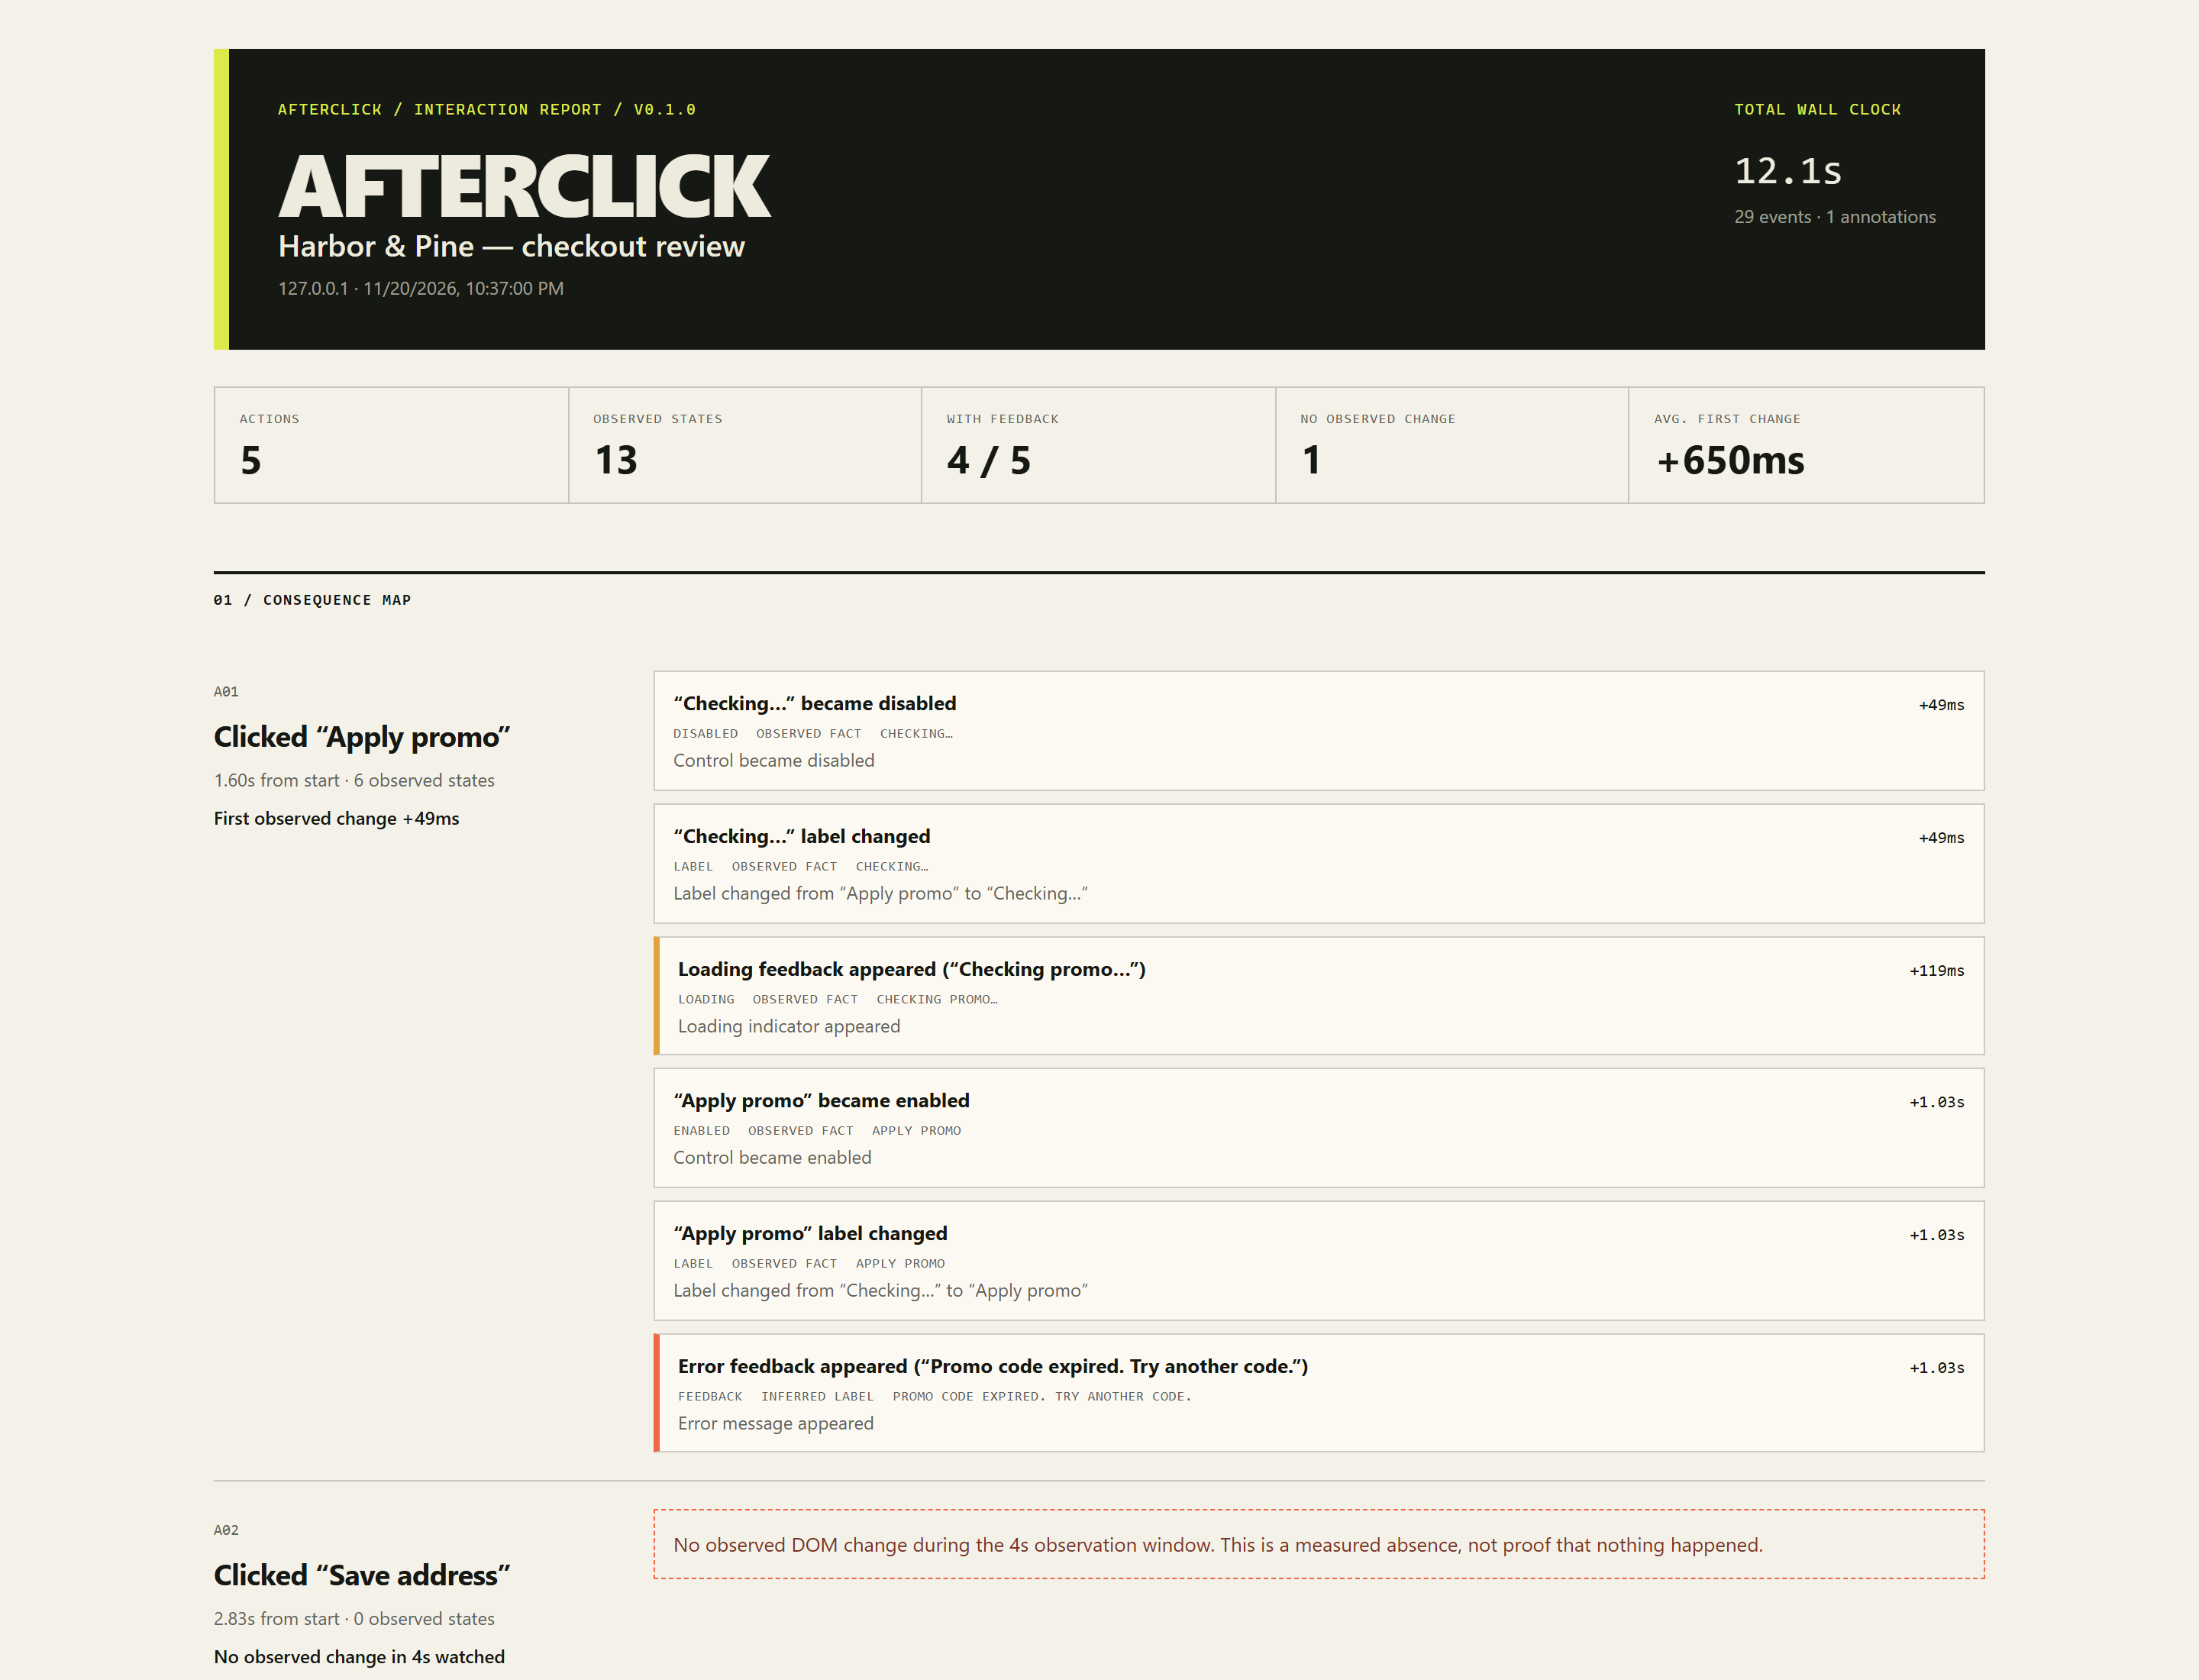 AFTERCLICK / INTERACTION REPORT / V0.1.0
AFTERCLICK
Harbor & Pine — checkout review
127.0.0.1 · 11/20/2026, 10:37:00 PM
TOTAL WALL CLOCK
12.1s
29 events · 1 annotations
ACTIONS
5
OBSERVED STATES
13
WITH FEEDBACK
4 / 5
NO OBSERVED CHANGE
1
AVG. FIRST CHANGE
+650ms
01 / CONSEQUENCE MAP
A01
Clicked “Apply promo”
1.60s from start · 6 observed states
First observed change +49ms
“Checking…” became disabled
+49ms
DISABLED OBSERVED FACT CHECKING…
Control became disabled
“Checking…” label changed
+49ms
LABEL OBSERVED FACT CHECKING…
Label changed from “Apply promo” to “Checking…”
Loading feedback appeared (“Checking promo…”)
+119ms
LOADING OBSERVED FACT CHECKING PROMO…
Loading indicator appeared
“Apply promo” became enabled
+1.03s
ENABLED OBSERVED FACT APPLY PROMO
Control became enabled
“Apply promo” label changed
+1.03s
LABEL OBSERVED FACT APPLY PROMO
Label changed from “Checking…” to “Apply promo”
Error feedback appeared (“Promo code expired. Try another code.”)
+1.03s
FEEDBACK INFERRED LABEL PROMO CODE EXPIRED. TRY ANOTHER CODE.
Error message appeared
A02
Clicked “Save address”
2.83s from start · 0 observed states
No observed change in 4s watched
No observed DOM change during the 4s observation window. This is a measured absence, not proof that nothing happened.